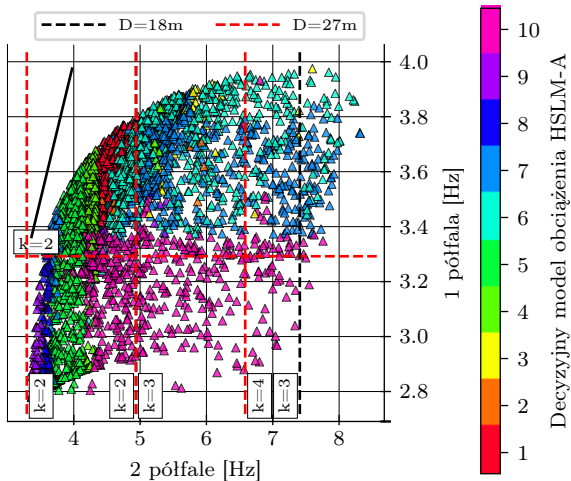 D=18m
D=27m
k=2
k=2
k=2
k=3
k=4
k=3
4.0
3.8
3.6
3.4
3.2
3.0
2.8
1 półfala [Hz]
4
5
6
7
8
2 półfale [Hz]
10
9
8
7
6
5
4
3
2
1
Decyzyjny model obciążenia HSLM-A